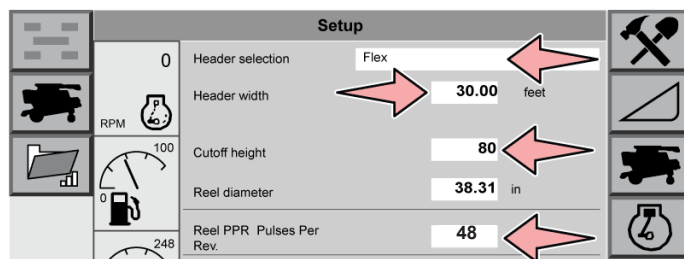 Setup
0
Header selection Flex
Header width 30.00 feet
RPM
100
Cutoff height 80
0
Reel diameter 38.31 in
Reel PPR Pulses Per
Rev. 48
248